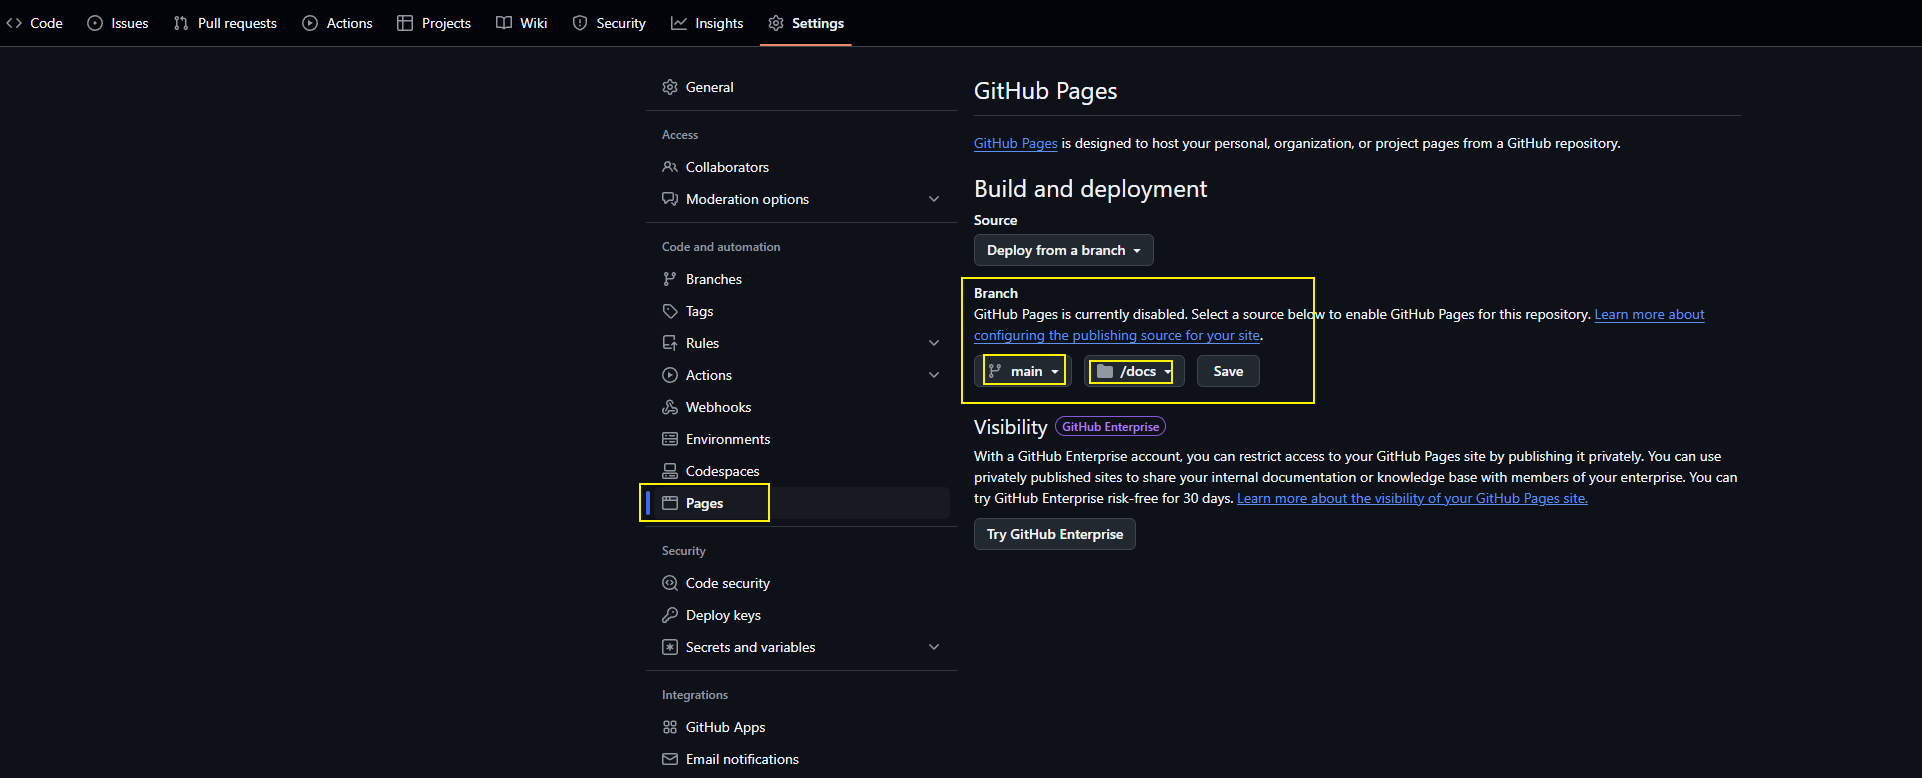 Code Issues Pull requests Actions Projects Wiki Security Insights Settings
General
Access
Collaborators
Moderation options
Code and automation
Branches
Tags
Rules
Actions
Webhooks
Environments
Codespaces
Pages
Security
Code security
Deploy keys
Secrets and variables
Integrations
GitHub Apps
Email notifications
GitHub Pages
GitHub Pages is designed to host your personal, organization, or project pages from a GitHub repository.
Build and deployment
Source
Deploy from a branch
Branch
GitHub Pages is currently disabled. Select a source below to enable GitHub Pages for this repository. Learn more about
configuring the publishing source for your site.
main /docs Save
Visibility GitHub Enterprise
With a GitHub Enterprise account, you can restrict access to your GitHub Pages site by publishing it privately. You can use
privately published sites to share your internal documentation or knowledge base with members of your enterprise. You can
try GitHub Enterprise risk-free for 30 days. Learn more about the visibility of your GitHub Pages site.
Try GitHub Enterprise